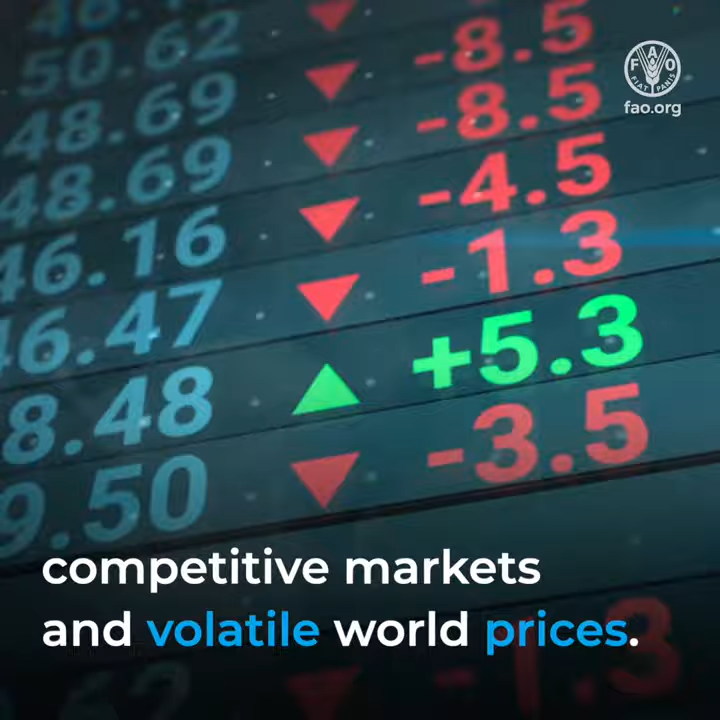 50.62 -8.5
48.69 -8.5
48.69 -4.5
46.16 -1.3
46.47 +5.3
8.48 -3.5
9.50
FAO
FIAT PANIS
fao.org
competitive markets
and volatile world prices.